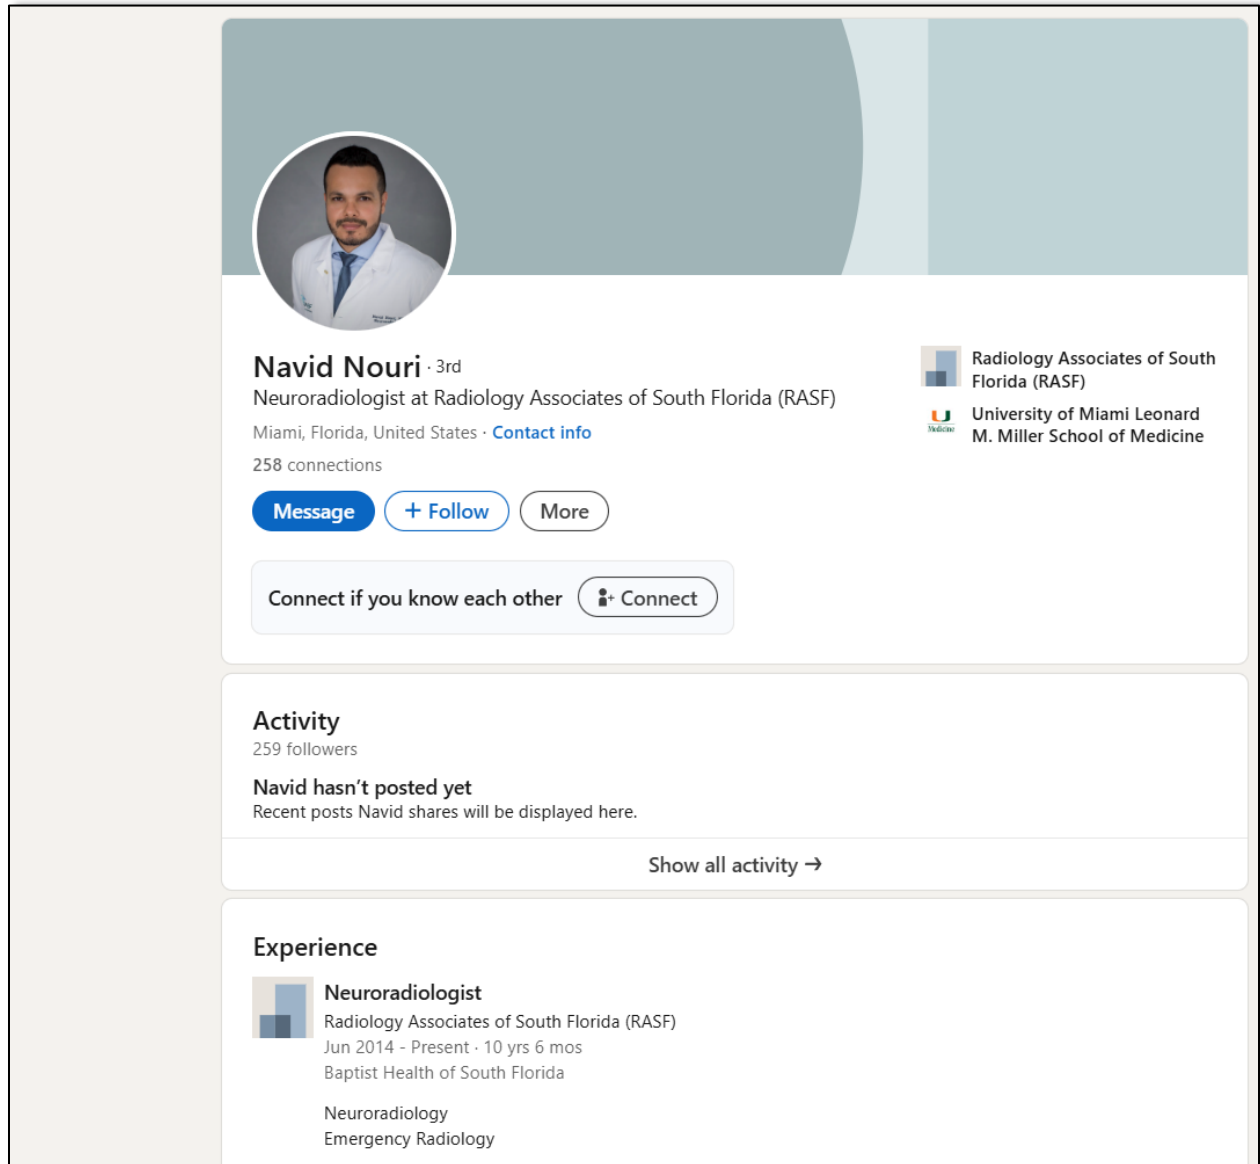 Navid Nouri · 3rd
Neuroradiologist at Radiology Associates of South Florida (RASF)
Miami, Florida, United States · Contact info
258 connections
Message
+ Follow
More
Connect if you know each other
Connect
Radiology Associates of South
Florida (RASF)
Medicine
University of Miami Leonard
M. Miller School of Medicine
Activity
259 followers
Navid hasn't posted yet
Recent posts Navid shares will be displayed here.
Show all activity →
Experience
Neuroradiologist
Radiology Associates of South Florida (RASF)
Jun 2014 - Present · 10 yrs 6 mos
Baptist Health of South Florida
Neuroradiology
Emergency Radiology